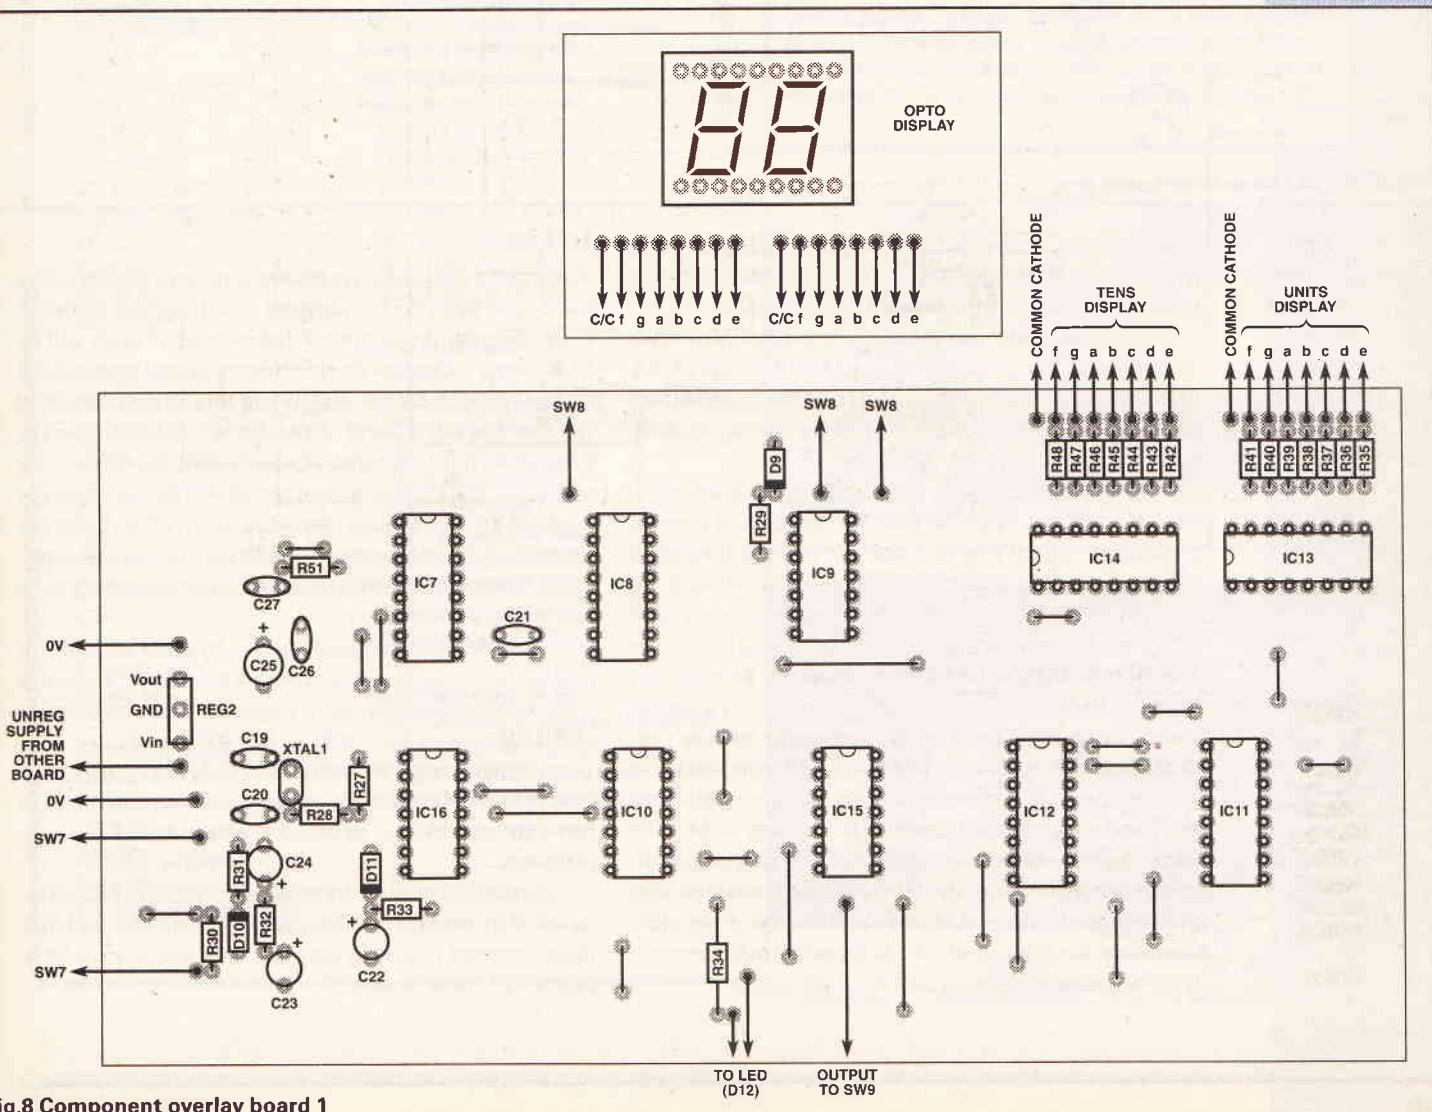 OPTO
DISPLAY
C/C f g a b c d e
C/C f g a b c d e
COMMON CATHODE
TENS
DISPLAY
f g a b c d e
COMMON CATHODE
UNITS
DISPLAY
f g a b c d e
SW8
SW8
SW8
D9
R29
R48
R47
R46
R45
R44
R43
R42
R41
R40
R39
R38
R37
R36
R35
R51
C27
IC7
IC8
IC9
IC14
IC13
C21
0V
+
C25
C26
Vout
GND
REG2
Vin
UNREG
SUPPLY
FROM
OTHER
BOARD
C19
XTAL1
C20
R28
R27
0V
SW7
IC16
IC10
IC15
IC12
IC11
R31
C24
+
D11
R33
R30
D10
R32
+
+
C22
SW7
C23
R34
TO LED
(D12)
OUTPUT
TO SW9
ig.8 Component overlay board 1